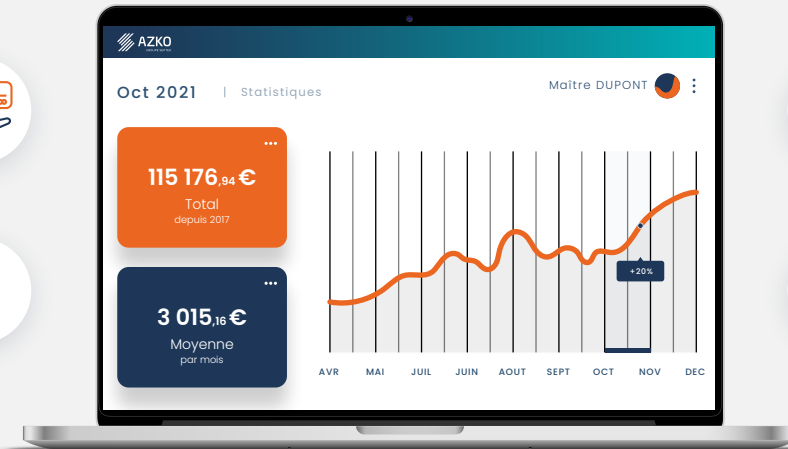 AZKO
Oct 2021 | Statistiques
Maître DUPONT
115 176,94 €
Total
depuis 2017
3 015,16 €
Moyenne
par mois
+20%
AVR MAI JUIL JUIN AOUT SEPT OCT NOV DEC